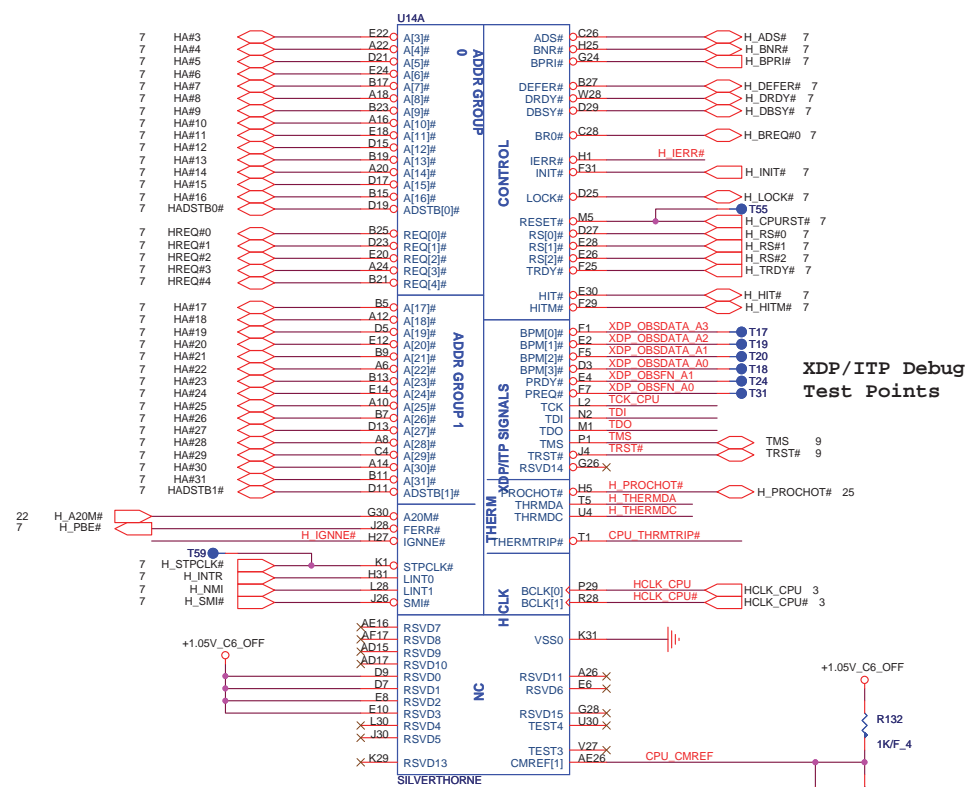 U14A
7 HA#3 E22 A[3]# ADS# C26 H_ADS# 7
7 HA#4 A22 A[4]# BNR# H25 H_BNR# 7
7 HA#5 D21 A[5]# BPRI# G24 H_BPRI# 7
7 HA#6 E24 A[6]#
7 HA#7 B17 A[7]# DEFER# B27 H_DEFER# 7
7 HA#8 A18 A[8]# DRDY# W28 H_DRDY# 7
7 HA#9 B23 A[9]# DBSY# D29 H_DBSY# 7
7 HA#10 A16 A[10]#
7 HA#11 E18 A[11]# BR0# C28 H_BREQ#0 7
7 HA#12 D15 A[12]#
7 HA#13 B19 A[13]# IERR# H1 H_IERR#
7 HA#14 A20 A[14]# INIT# F31 H_INIT# 7
7 HA#15 D17 A[15]#
7 HA#16 B15 A[16]# LOCK# D25 H_LOCK# 7
7 HADSTB0# D19 ADSTB[0]# T55
RESET# M5 H_CPURST# 7
7 HREQ#0 B25 REQ[0]# RS[0]# D27 H_RS#0 7
7 HREQ#1 D23 REQ[1]# RS[1]# E28 H_RS#1 7
7 HREQ#2 E20 REQ[2]# RS[2]# E26 H_RS#2 7
7 HREQ#3 A24 REQ[3]# TRDY# F25 H_TRDY# 7
7 HREQ#4 B21 REQ[4]#
HIT# E30 H_HIT# 7
7 HA#17 B5 A[17]# HITM# F29 H_HITM# 7
ADDR GROUP 0
CONTROL
7 HA#18 A12 A[18]#
7 HA#19 D5 A[19]# BPM[0]# F1 XDP_OBSDATA_A3 T17
7 HA#20 E12 A[20]# BPM[1]# E2 XDP_OBSDATA_A2 T19
7 HA#21 B9 A[21]# BPM[2]# F5 XDP_OBSDATA_A1 T20
7 HA#22 A6 A[22]# BPM[3]# D3 XDP_OBSDATA_A0 T18
7 HA#23 B13 A[23]# PRDY# E4 XDP_OBSFN_A1 T24
7 HA#24 E14 A[24]# PREQ# F7 XDP_OBSFN_A0 T31
XDP/ITP Debug
Test Points
7 HA#25 A10 A[25]# TCK L2 TCK_CPU
7 HA#26 B7 A[26]# TDI N2 TDI
7 HA#27 D13 A[27]# TDO M1 TDO
7 HA#28 A8 A[28]# TMS P1 TMS TMS 9
7 HA#29 C4 A[29]# TRST# J4 TRST# TRST# 9
7 HA#30 A14 A[30]# RSVD14 G26
7 HA#31 B11 A[31]#
7 HADSTB1# D11 ADSTB[1]# PROCHOT# H5 H_PROCHOT# H_PROCHOT# 25
ADDR GROUP 1
XDP/ITP SIGNALS
THRMDA T5 H_THERMDA
22 H_A20M# G30 A20M# THRMDC U4 H_THERMDC
7 H_PBE# J28 FERR#
H_IGNNE# H27 IGNNE# THERMTRIP# T1 CPU_THRMTRIP#
THERM
T59
7 H_STPCLK# K1 STPCLK#
7 H_INTR H31 LINT0
7 H_NMI L28 LINT1 BCLK[0] P29 HCLK_CPU HCLK_CPU 3
7 H_SMI# J26 SMI# BCLK[1] R28 HCLK_CPU# HCLK_CPU# 3
HCLK
AE16 RSVD7
AF17 RSVD8 VSS0 K31
AD15 RSVD9
AD17 RSVD10
+1.05V_C6_OFF
D9 RSVD0 RSVD11 A26
D7 RSVD1 RSVD6 E6
E8 RSVD2
E10 RSVD3 RSVD15 G28
L30 RSVD4 TEST4 U30
J30 RSVD5
NC
TEST3 V27
K29 RSVD13 CMREF[1] AE26 CPU_CMREF
+1.05V_C6_OFF
R132
1K/F_4
SILVERTHORNE